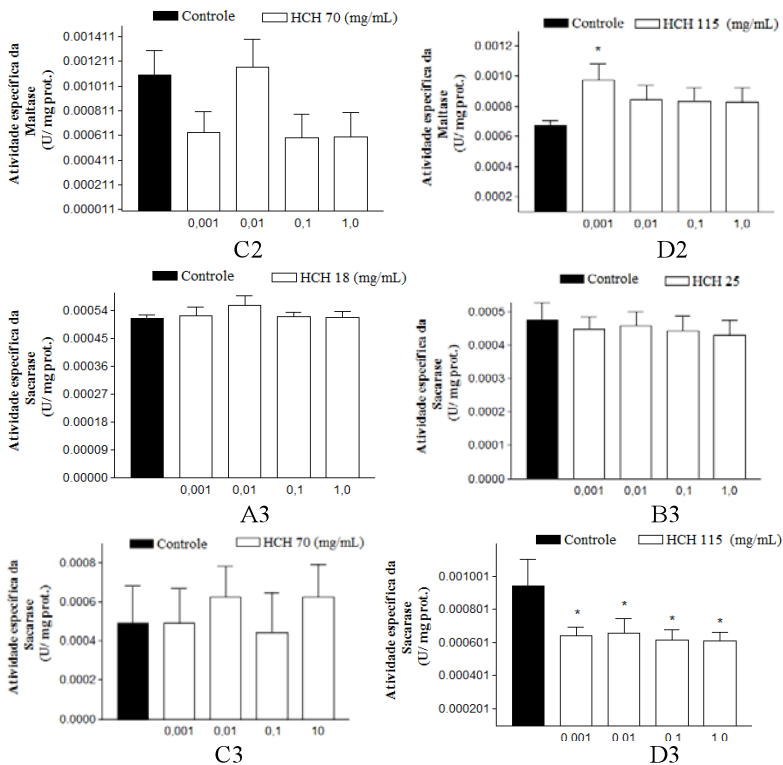 Controle HCH 70 (mg/mL)
Atividade específica da
Maltase
(U/ mg prot.)
0.001411
0.001211
0.001011
0.000811
0.000611
0.000411
0.000211
0.000011
0,001 0,01 0,1 1,0
C2
Controle HCH 115 (mg/mL)
Atividade específica da
Maltase
(U/ mg prot.)
0.0012
0.0010
0.0008
0.0006
0.0004
0.0002
*
0,001 0,01 0,1 1,0
D2
Controle HCH 18 (mg/mL)
Atividade específica da
Sacarase
(U/ mg prot.)
0.00054
0.00045
0.00036
0.00027
0.00018
0.00009
0.00000
0,001 0,01 0,1 1,0
A3
Controle HCH 25
Atividade específica da
Sacarase
(U/ mg prot.)
0.0005
0.0004
0.0003
0.0002
0.0001
0.0000
0,001 0,01 0,1 1,0
B3
Controle HCH 70 (mg/mL)
Atividade específica da
Sacarase
(U/ mg prot.)
0.0008
0.0006
0.0004
0.0002
0.0000
0,001 0,01 0,1 10
C3
Controle HCH 115 (mg/mL)
Atividade específica da
Sacarase
(U/ mg prot.)
0.001001
0.000801
0.000601
0.000401
0.000201
* * * *
0.001 0.01 0.1 1.0
D3